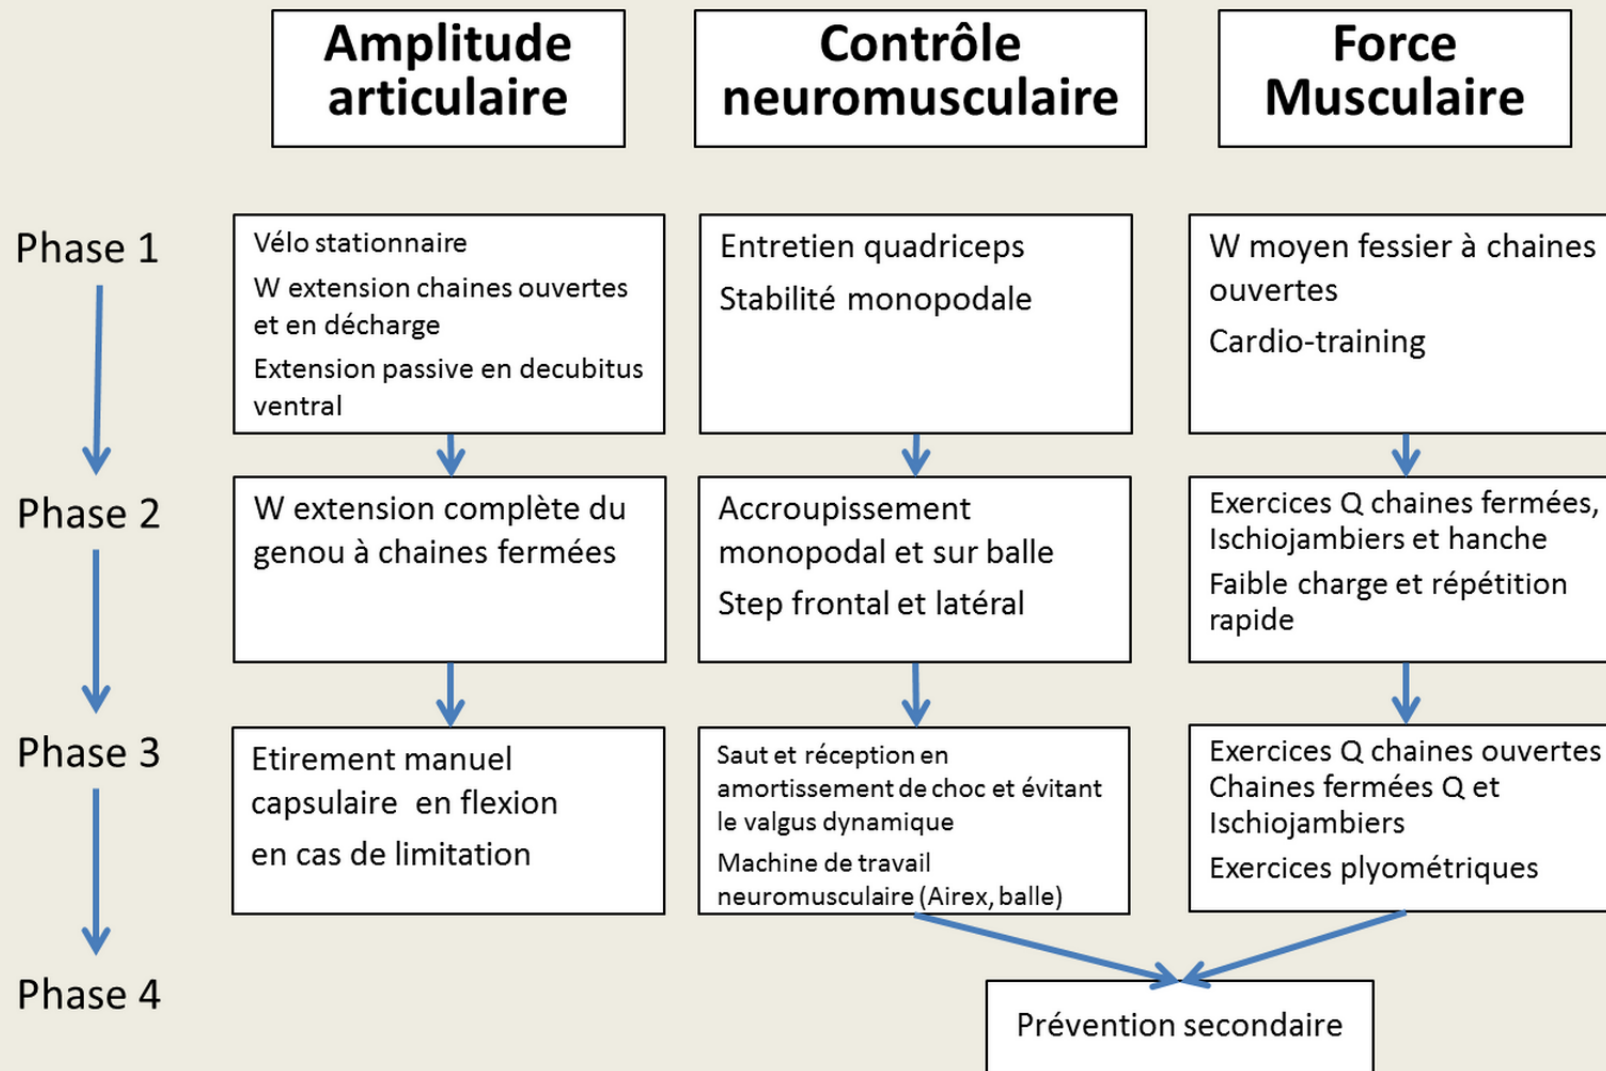 Amplitude
articulaire
Contrôle
neuromusculaire
Force
Musculaire
Phase 1
Vélo stationnaire
W extension chaines ouvertes
et en décharge
Extension passive en decubitus
ventral
Entretien quadriceps
Stabilité monopodale
W moyen fessier à chaines
ouvertes
Cardio-training
Phase 2
W extension complète du
genou à chaines fermées
Accroupissement
monopodal et sur balle
Step frontal et latéral
Exercices Q chaines fermées,
Ischiojambiers et hanche
Faible charge et répétition
rapide
Phase 3
Etirement manuel
capsulaire en flexion
en cas de limitation
Saut et réception en
amortissement de choc et évitant
le valgus dynamique
Machine de travail
neuromusculaire (Airex, balle)
Exercices Q chaines ouvertes
Chaines fermées Q et
Ischiojambiers
Exercices plyométriques
Phase 4
Prévention secondaire